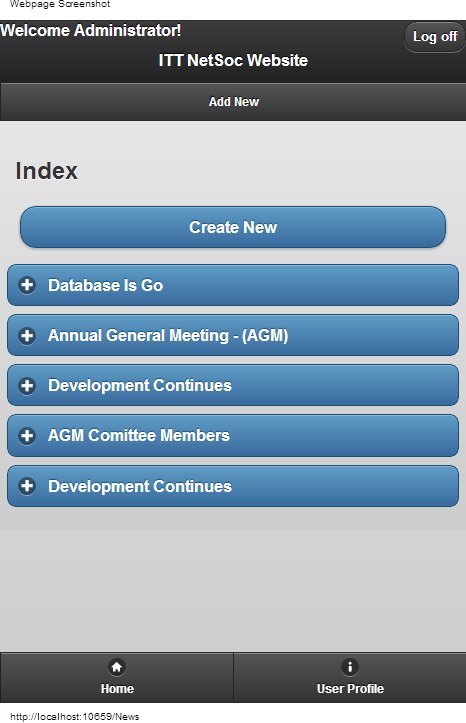 Webpage Screenshot
Welcome Administrator!
Log off
ITT NetSoc Website
Add New
Index
Create New
Database Is Go
Annual General Meeting - (AGM)
Development Continues
AGM Comittee Members
Development Continues
Home
User Profile
http://localhost:10659/News